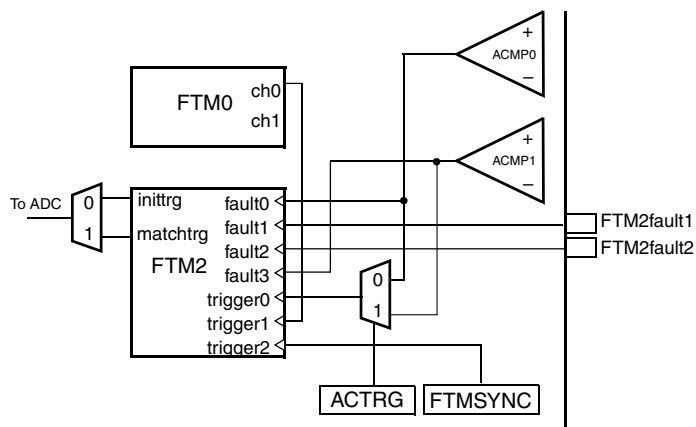 +
ACMP0
−
FTM0
ch0
ch1
+
ACMP1
−
To ADC
0
1
inittrg
matchtrg
FTM2
fault0
fault1
fault2
fault3
trigger0
trigger1
trigger2
0
1
FTM2fault1
FTM2fault2
ACTRG
FTMSYNC